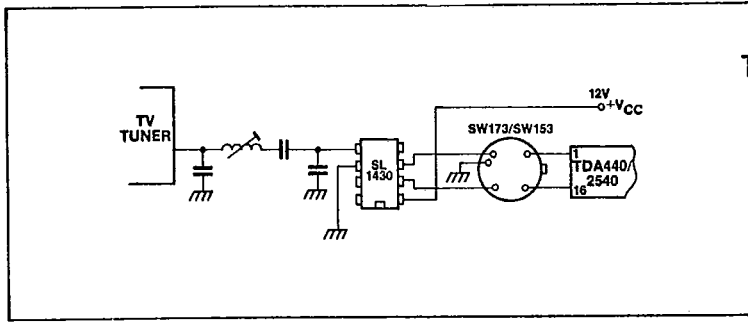 T
12V
+VCC
TV
TUNER
SW173/SW153
SL
1430
1
TDA440/
2540
16